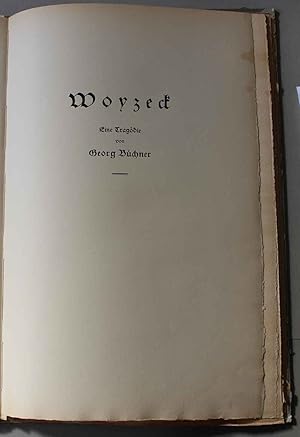 Woyzeck
Eine Tragödie
von
Georg Büchner